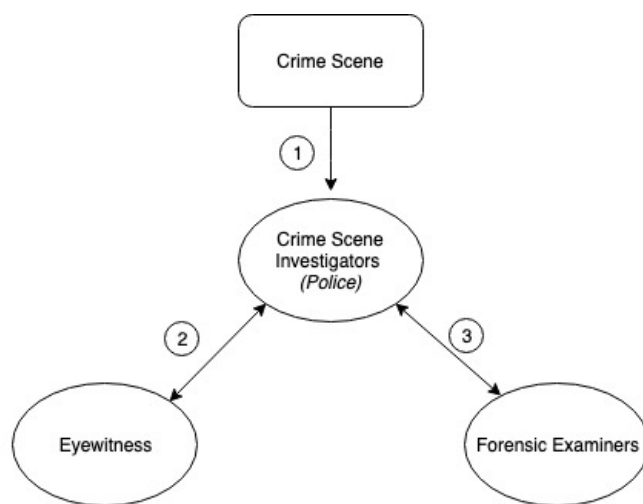 Crime Scene
1
Crime Scene
Investigators
(Police)
2
3
Eyewitness
Forensic Examiners